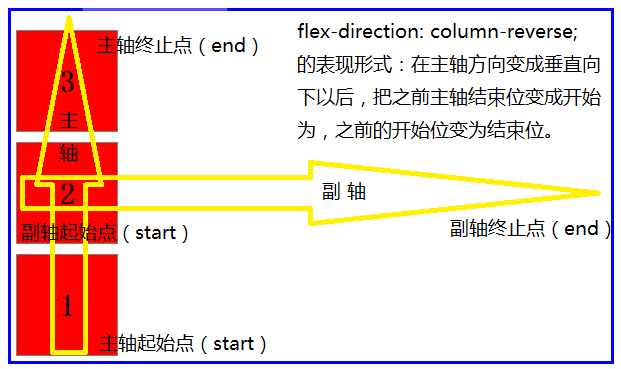 主轴终止点（end）
flex-direction: column-reverse;
的表现形式：在主轴方向变成垂直向
下以后，把之前主轴结束位变成开始
为，之前的开始位变为结束位。
3
主
轴
2
副 轴
副轴起始点（start）
副轴终止点（end）
1
主轴起始点（start）